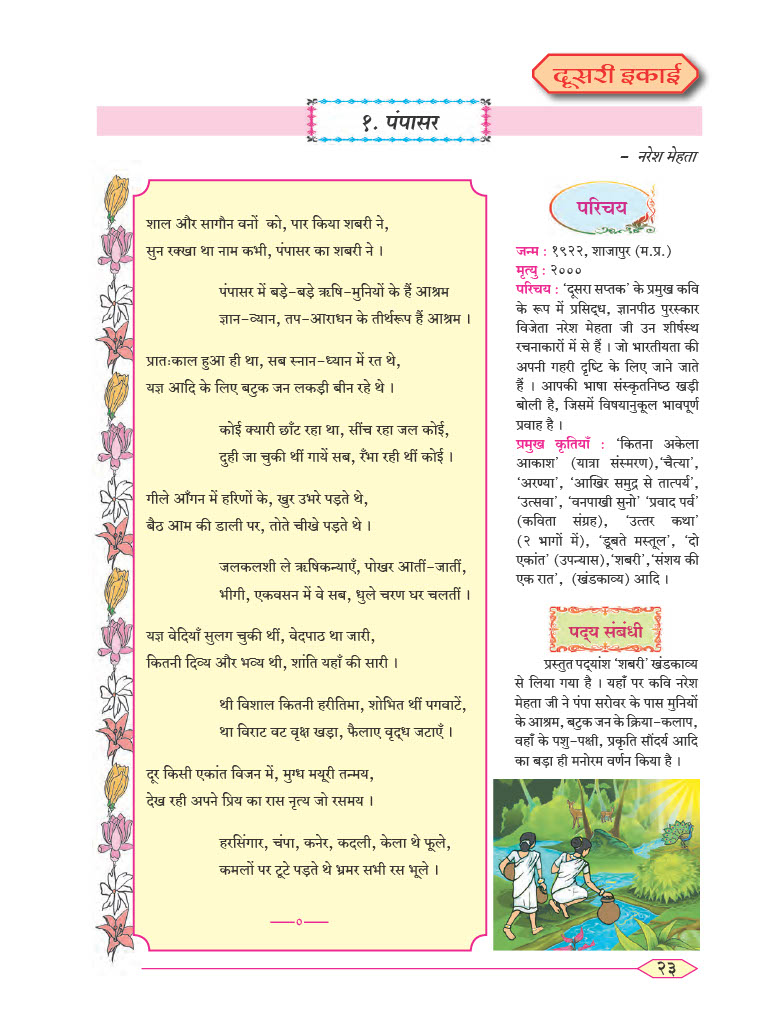 दूसरी इकाई
१. पंपासर
- नरेश मेहता
शाल और सागौन वनों को, पार किया शबरी ने,
सुन रक्खा था नाम कभी, पंपासर का शबरी ने ।
पंपासर में बड़े-बड़े ऋषि-मुनियों के हैं आश्रम
ज्ञान-व्यान, तप-आराधन के तीर्थरूप हैं आश्रम ।
प्रातःकाल हुआ ही था, सब स्नान-ध्यान में रत थे,
यज्ञ आदि के लिए बटुक जन लकड़ी बीन रहे थे ।
कोई क्यारी छाँट रहा था, सींच रहा जल कोई,
दुही जा चुकी थीं गायें सब, रँभा रही थीं कोई ।
गीले आँगन में हरिणों के, खुर उभरे पड़ते थे,
बैठ आम की डाली पर, तोते चीखे पड़ते थे ।
जलकलशी ले ऋषिकन्याएँ, पोखर आतीं-जातीं,
भीगी, एकवसन में वे सब, धुले चरण घर चलतीं ।
यज्ञ वेदियाँ सुलग चुकी थीं, वेदपाठ था जारी,
कितनी दिव्य और भव्य थी, शांति यहाँ की सारी ।
थी विशाल कितनी हरीतिमा, शोभित थीं पगवाटें,
था विराट वट वृक्ष खड़ा, फैलाए वृद्ध जटाएँ ।
दूर किसी एकांत विजन में, मुग्ध मयूरी तन्मय,
देख रही अपने प्रिय का रास नृत्य जो रसमय ।
हरसिंगार, चंपा, कनेर, कदली, केला थे फूले,
कमलों पर टूटे पड़ते थे भ्रमर सभी रस भूले ।
०
परिचय
जन्म : १९२२, शाजापुर (म.प्र.)
मृत्यु : २०००
परिचय : ‘दूसरा सप्तक’ के प्रमुख कवि
के रूप में प्रसिद्ध, ज्ञानपीठ पुरस्कार
विजेता नरेश मेहता जी उन शीर्षस्थ
रचनाकारों में से हैं । जो भारतीयता की
अपनी गहरी दृष्टि के लिए जाने जाते
हैं । आपकी भाषा संस्कृतनिष्ठ खड़ी
बोली है, जिसमें विषयानुकूल भावपूर्ण
प्रवाह है ।
प्रमुख कृतियाँ : ‘कितना अकेला
आकाश’ (यात्रा संस्मरण),‘चैत्या’,
‘अरण्या’, ‘आखिर समुद्र से तात्पर्य’,
‘उत्सवा’, ‘वनपाखी सुनो’ ‘प्रवाद पर्व’
(कविता संग्रह), ‘उत्तर कथा’
(२ भागों में), ‘डूबते मस्तूल’, ‘दो
एकांत’ (उपन्यास),‘शबरी’,‘संशय की
एक रात’, (खंडकाव्य) आदि ।
पद्य संबंधी
प्रस्तुत पद्यांश ‘शबरी’ खंडकाव्य
से लिया गया है । यहाँ पर कवि नरेश
मेहता जी ने पंपा सरोवर के पास मुनियों
के आश्रम, बटुक जन के क्रिया-कलाप,
वहाँ के पशु-पक्षी, प्रकृति सौंदर्य आदि
का बड़ा ही मनोरम वर्णन किया है ।
२३